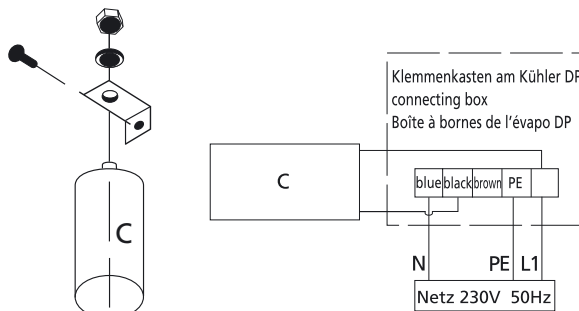 C
Klemmenkasten am Kühler DP
connecting box
Boîte à bornes de l'évapo DP
C
blue black brown PE
N PE L1
Netz 230V 50Hz